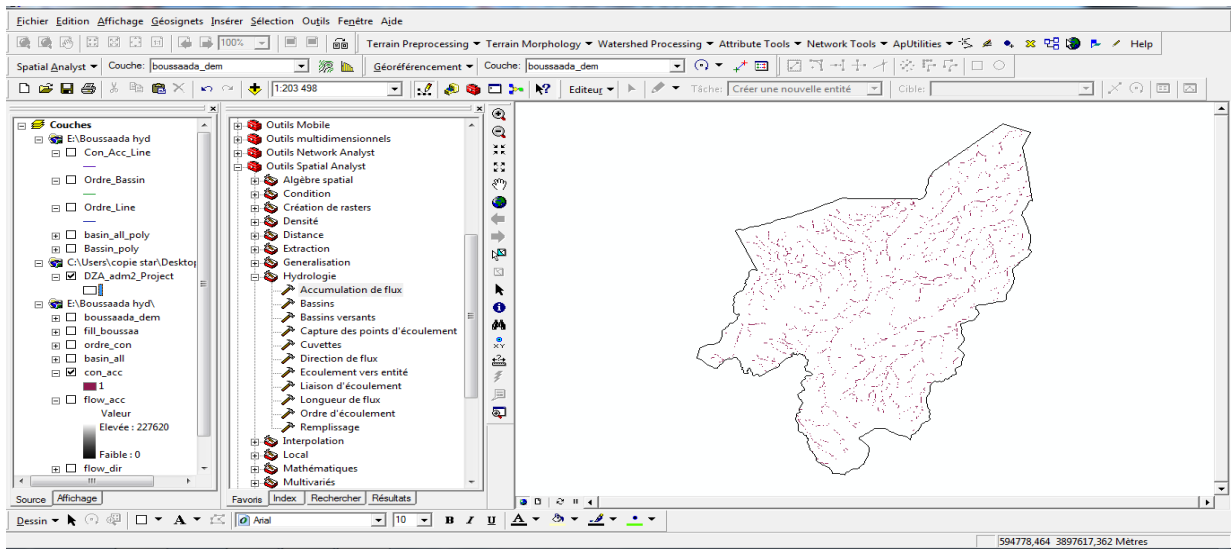 Fichier Edition Affichage Géosignets Insérer Sélection Outils Fenêtre Aide
100% Terrain Preprocessing Terrain Morphology Watershed Processing Attribute Tools Network Tools ApUtilities Help
Spatial Analyst Couche: boussaada_dem Géoréférencement Couche: boussaada_dem
1:203 498 Editeur Tâche: Créer une nouvelle entité Cible:
Couches
E:\Boussaada hyd
Con_Acc_Line
Ordre_Bassin
Ordre_Line
basin_all_poly
Bassin_poly
C:\Users\copie star\Desktop
DZA_adm2_Project
E:\Boussaada hyd\
boussaada_dem
fill_boussaa
ordre_con
basin_all
con_acc
1
flow_acc
Valeur
Elevée : 227620
Faible : 0
flow_dir
Source Affichage
Outils Mobile
Outils multidimensionnels
Outils Network Analyst
Outils Spatial Analyst
Algèbre spatial
Condition
Création de rasters
Densité
Distance
Extraction
Generalisation
Hydrologie
Accumulation de flux
Bassins
Bassins versants
Capture des points d'écoulement
Cuvettes
Direction de flux
Ecoulement vers entité
Liaison d'écoulement
Longueur de flux
Ordre d'écoulement
Remplissage
Interpolation
Local
Mathématiques
Multivariés
Favoris Index Rechercher Résultats
Dessin A Arial 10 B I U A
594778,464 3897617,362 Mètres